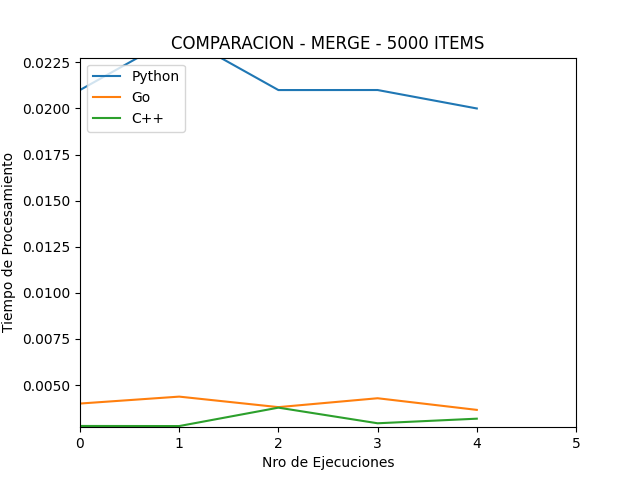 COMPARACION - MERGE - 5000 ITEMS
Tiempo de Procesamiento
0.0225
0.0200
0.0175
0.0150
0.0125
0.0100
0.0075
0.0050
Python
Go
C++
0 1 2 3 4 5
Nro de Ejecuciones